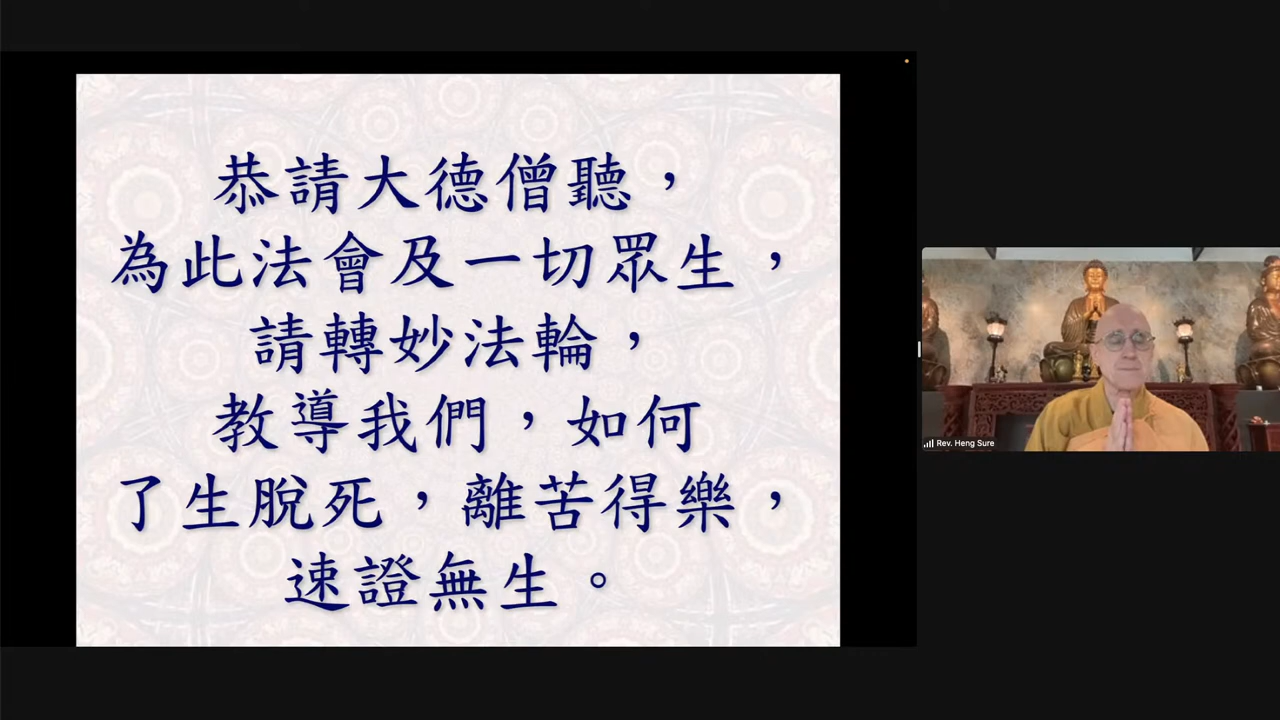 恭請大德僧聽，
為此法會及一切眾生，
請轉妙法輪，
教導我們，如何
了生脫死，離苦得樂，
速證無生。
Rev. Heng Sure